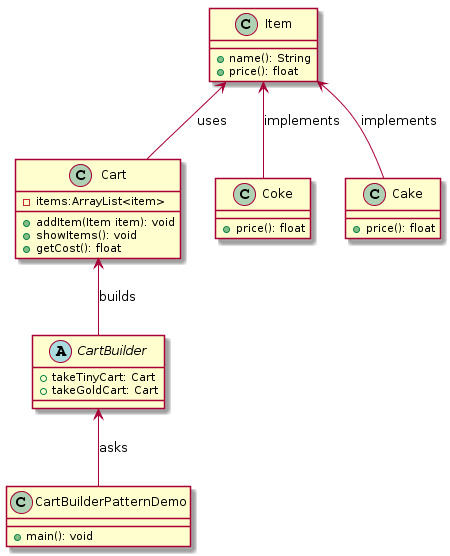 C Item
name(): String
price(): float
uses
implements
implements
C Cart
items:ArrayList<item>
addItem(Item item): void
showItems(): void
getCost(): float
C Coke
price(): float
C Cake
price(): float
builds
A CartBuilder
takeTinyCart: Cart
takeGoldCart: Cart
asks
C CartBuilderPatternDemo
main(): void